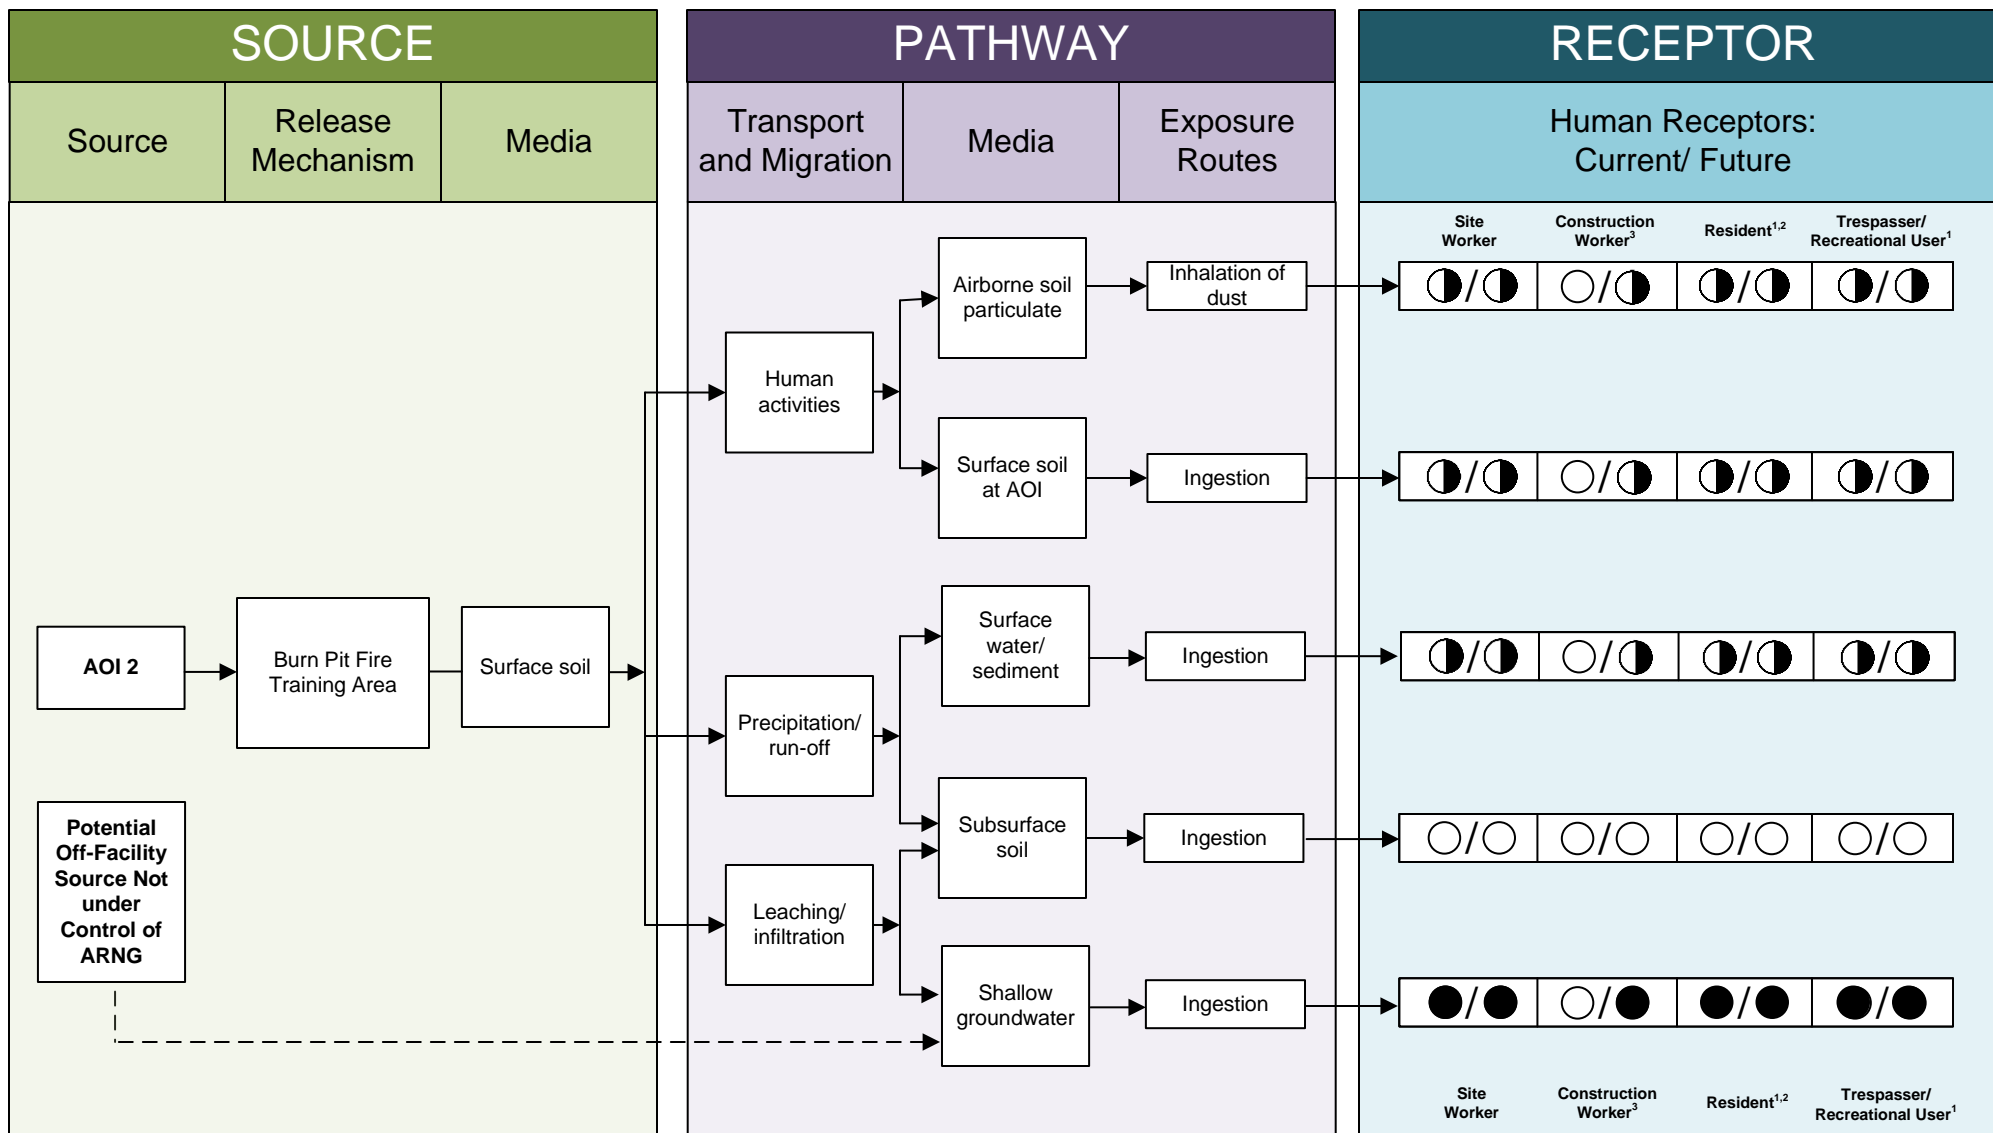 SOURCE
PATHWAY
RECEPTOR
Source
Release
Mechanism
Media
Transport
and Migration
Media
Exposure
Routes
Human Receptors:
Current/ Future
Site
Worker
Construction
Worker3
Resident1,2
Trespasser/
Recreational User1
Airborne soil
particulate
Inhalation of
dust
/
/
/
/
Human
activities
Surface soil
at AOI
Ingestion
/
/
/
/
AOI 2
Burn Pit Fire
Training Area
Surface soil
Surface
water/
sediment
Ingestion
/
/
/
/
Precipitation/
run-off
Potential
Off-Facility
Source Not
under
Control of
ARNG
Subsurface
soil
Ingestion
/
/
/
/
Leaching/
infiltration
Shallow
groundwater
Ingestion
/
/
/
/
Site
Worker
Construction
Worker3
Resident1,2
Trespasser/
Recreational User1